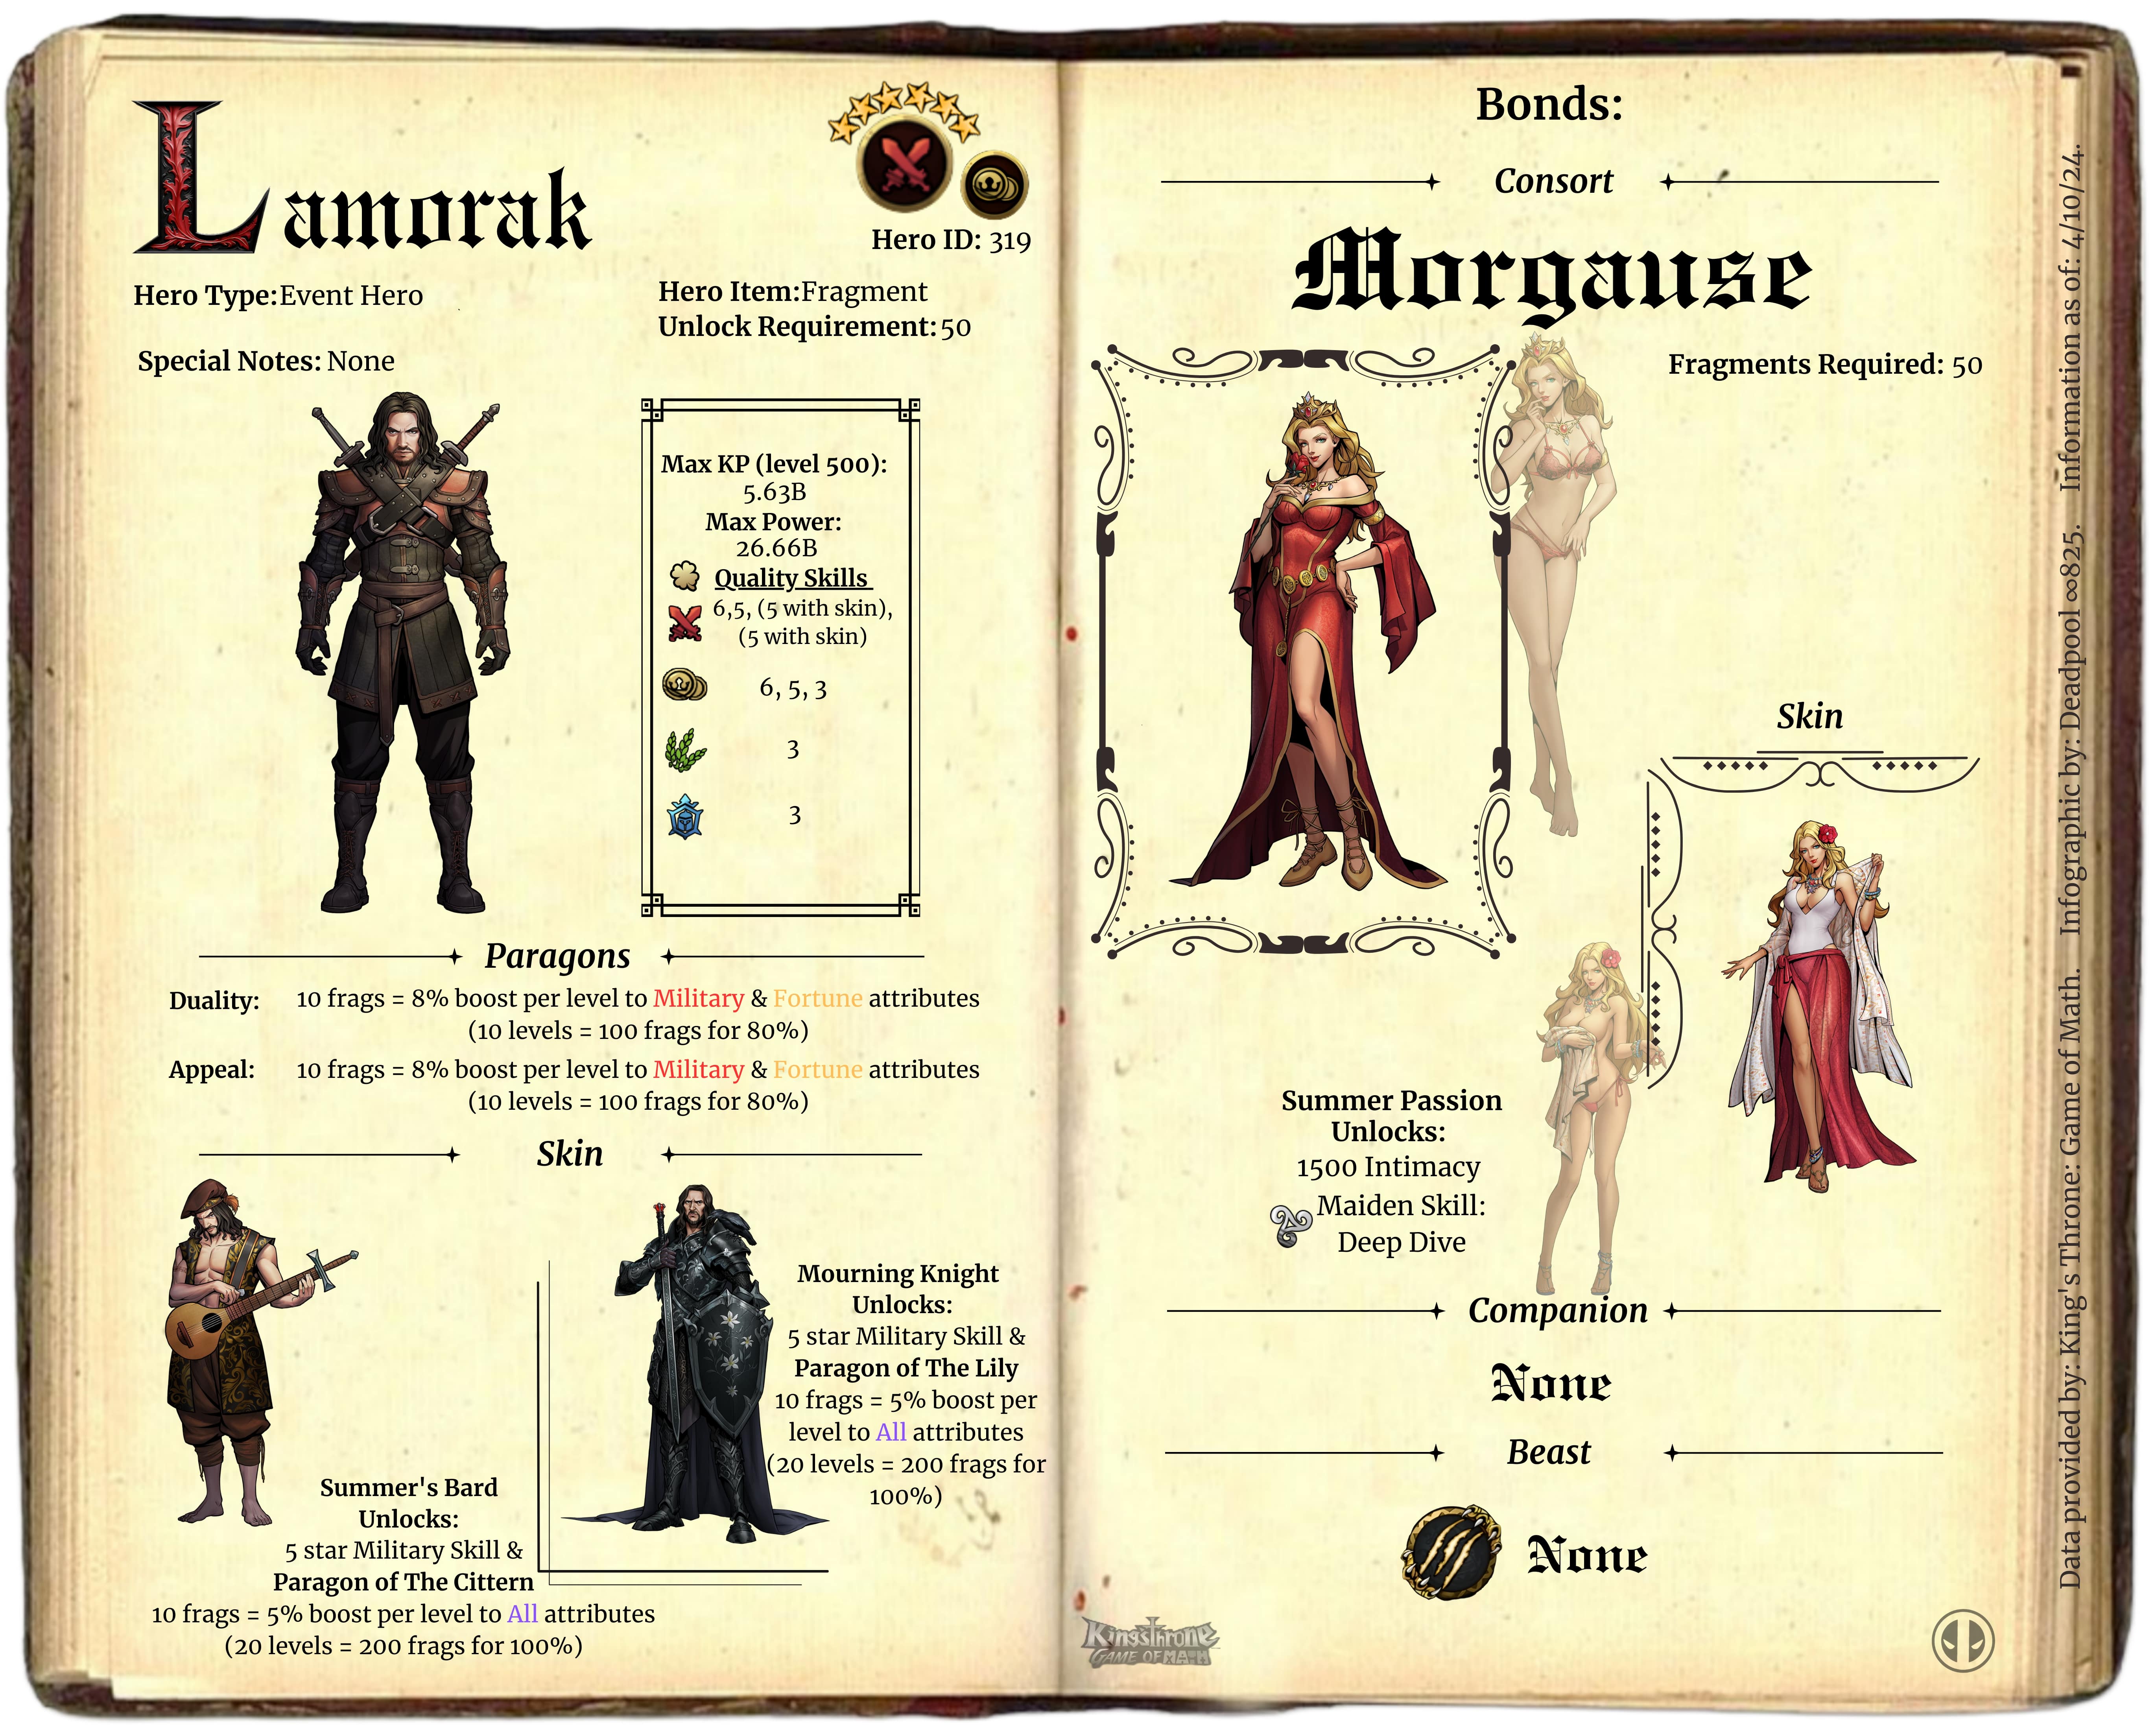 Lamorak
Hero ID: 319
Hero Type:Event Hero
Hero Item:Fragment
Unlock Requirement:50
Special Notes: None
Max KP (level 500):
5.63B
Max Power:
26.66B
Quality Skills
6,5, (5 with skin),
(5 with skin)
6, 5, 3
3
3
Paragons
Duality: 10 frags = 8% boost per level to Military & Fortune attributes
(10 levels = 100 frags for 80%)
Appeal: 10 frags = 8% boost per level to Military & Fortune attributes
(10 levels = 100 frags for 80%)
Skin
Summer's Bard
Unlocks:
5 star Military Skill &
Paragon of The Cittern
10 frags = 5% boost per level to All attributes
(20 levels = 200 frags for 100%)
Mourning Knight
Unlocks:
5 star Military Skill &
Paragon of The Lily
10 frags = 5% boost per
level to All attributes
(20 levels = 200 frags for
100%)
Bonds:
Consort
Morgause
Fragments Required: 50
Skin
Summer Passion
Unlocks:
1500 Intimacy
Maiden Skill:
Deep Dive
Companion
None
Beast
None
King's Throne
GAME OF MATH
Data provided by: King's Throne: Game of Math. Infographic by: Deadpool ∞825. Information as of: 4/10/24.